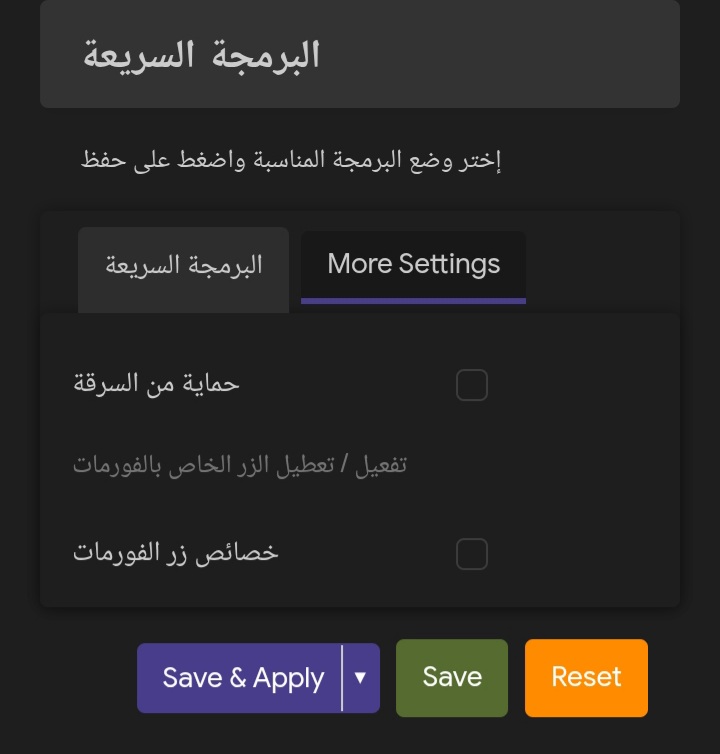 البرمجة السريعة
إختر وضع البرمجة المناسبة واضغط على حفظ
البرمجة السريعة
More Settings
حماية من السرقة
تفعيل / تعطيل الزر الخاص بالفورمات
خصائص زر الفورمات
Save & Apply
Save
Reset